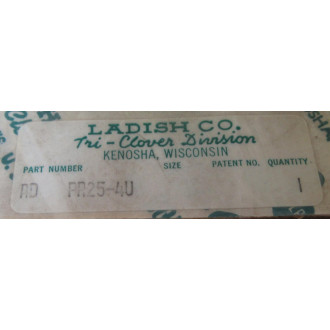 LADISH CO.
Tri-Clover Division
KENOSHA, WISCONSIN
PART NUMBER SIZE PATENT NO. QUANTITY
RD PR25-4U 1